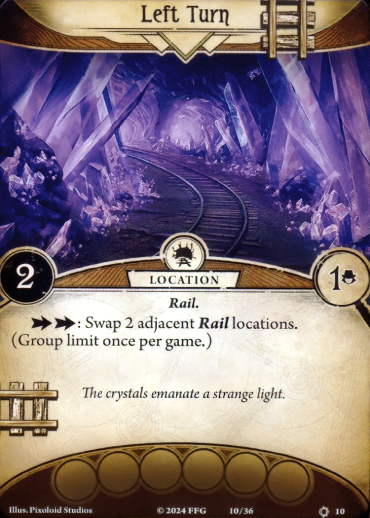 Left Turn
2
LOCATION
1
Rail.
: Swap 2 adjacent Rail locations.
(Group limit once per game.)
The crystals emanate a strange light.
Illus. Pixoloid Studios © 2024 FFG 10/36 10